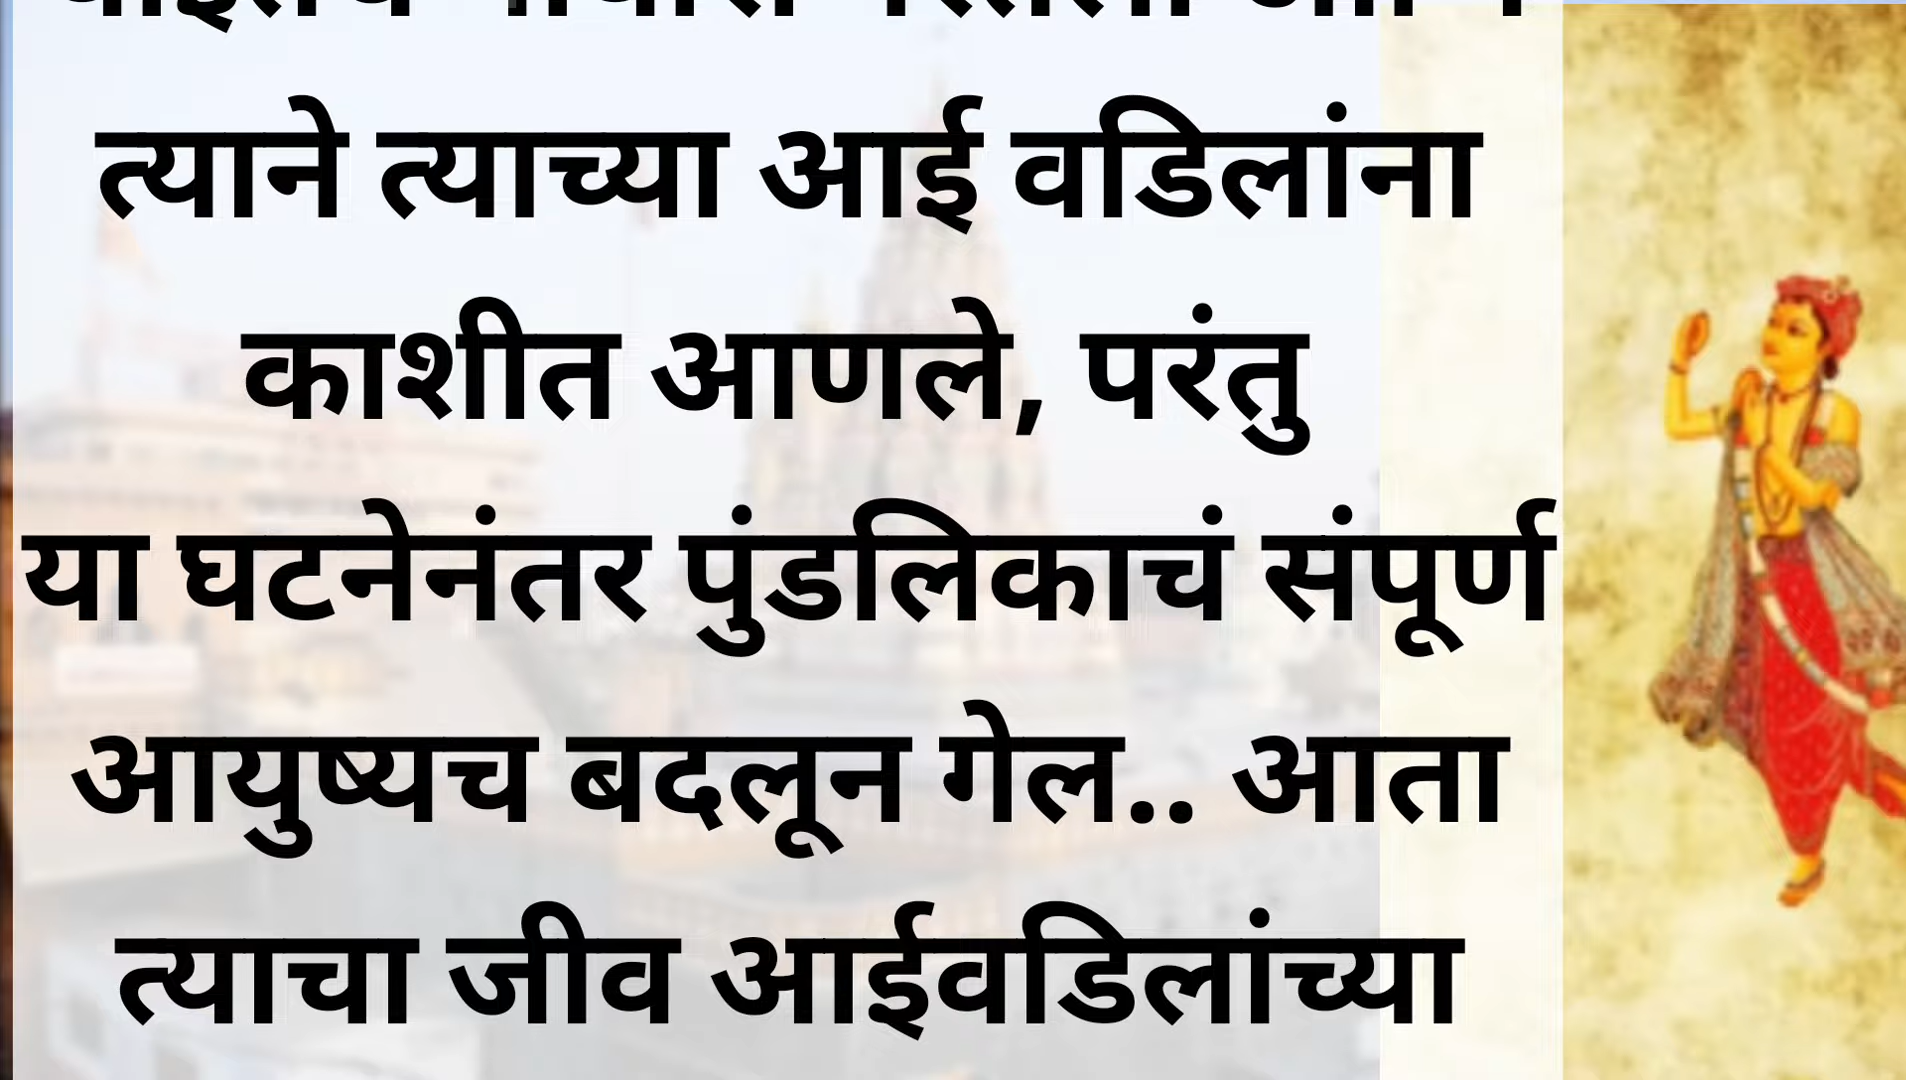 त्याने त्याच्या आई वडिलांना
काशीत आणले, परंतु
या घटनेनंतर पुंडलिकाचं संपूर्ण
आयुष्यच बदलून गेल.. आता
त्याचा जीव आईवडिलांच्या